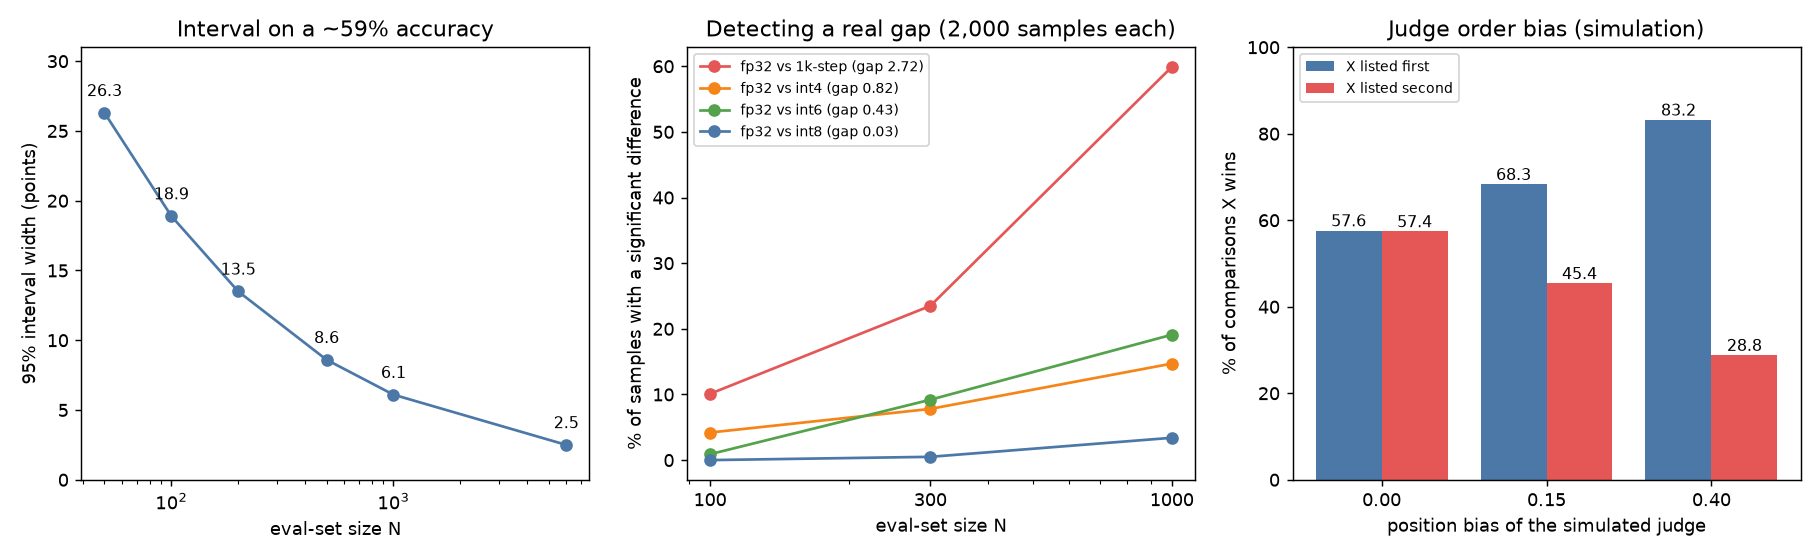 Interval on a ~59% accuracy
95% interval width (points)
30
25
20
15
10
5
0
26.3
18.9
13.5
8.6
6.1
2.5
10²
10³
eval-set size N
Detecting a real gap (2,000 samples each)
% of samples with a significant difference
60
50
40
30
20
10
0
fp32 vs 1k-step (gap 2.72)
fp32 vs int4 (gap 0.82)
fp32 vs int6 (gap 0.43)
fp32 vs int8 (gap 0.03)
100
300
1000
eval-set size N
Judge order bias (simulation)
% of comparisons X wins
100
80
60
40
20
0
X listed first
X listed second
57.6
57.4
68.3
45.4
83.2
28.8
0.00
0.15
0.40
position bias of the simulated judge